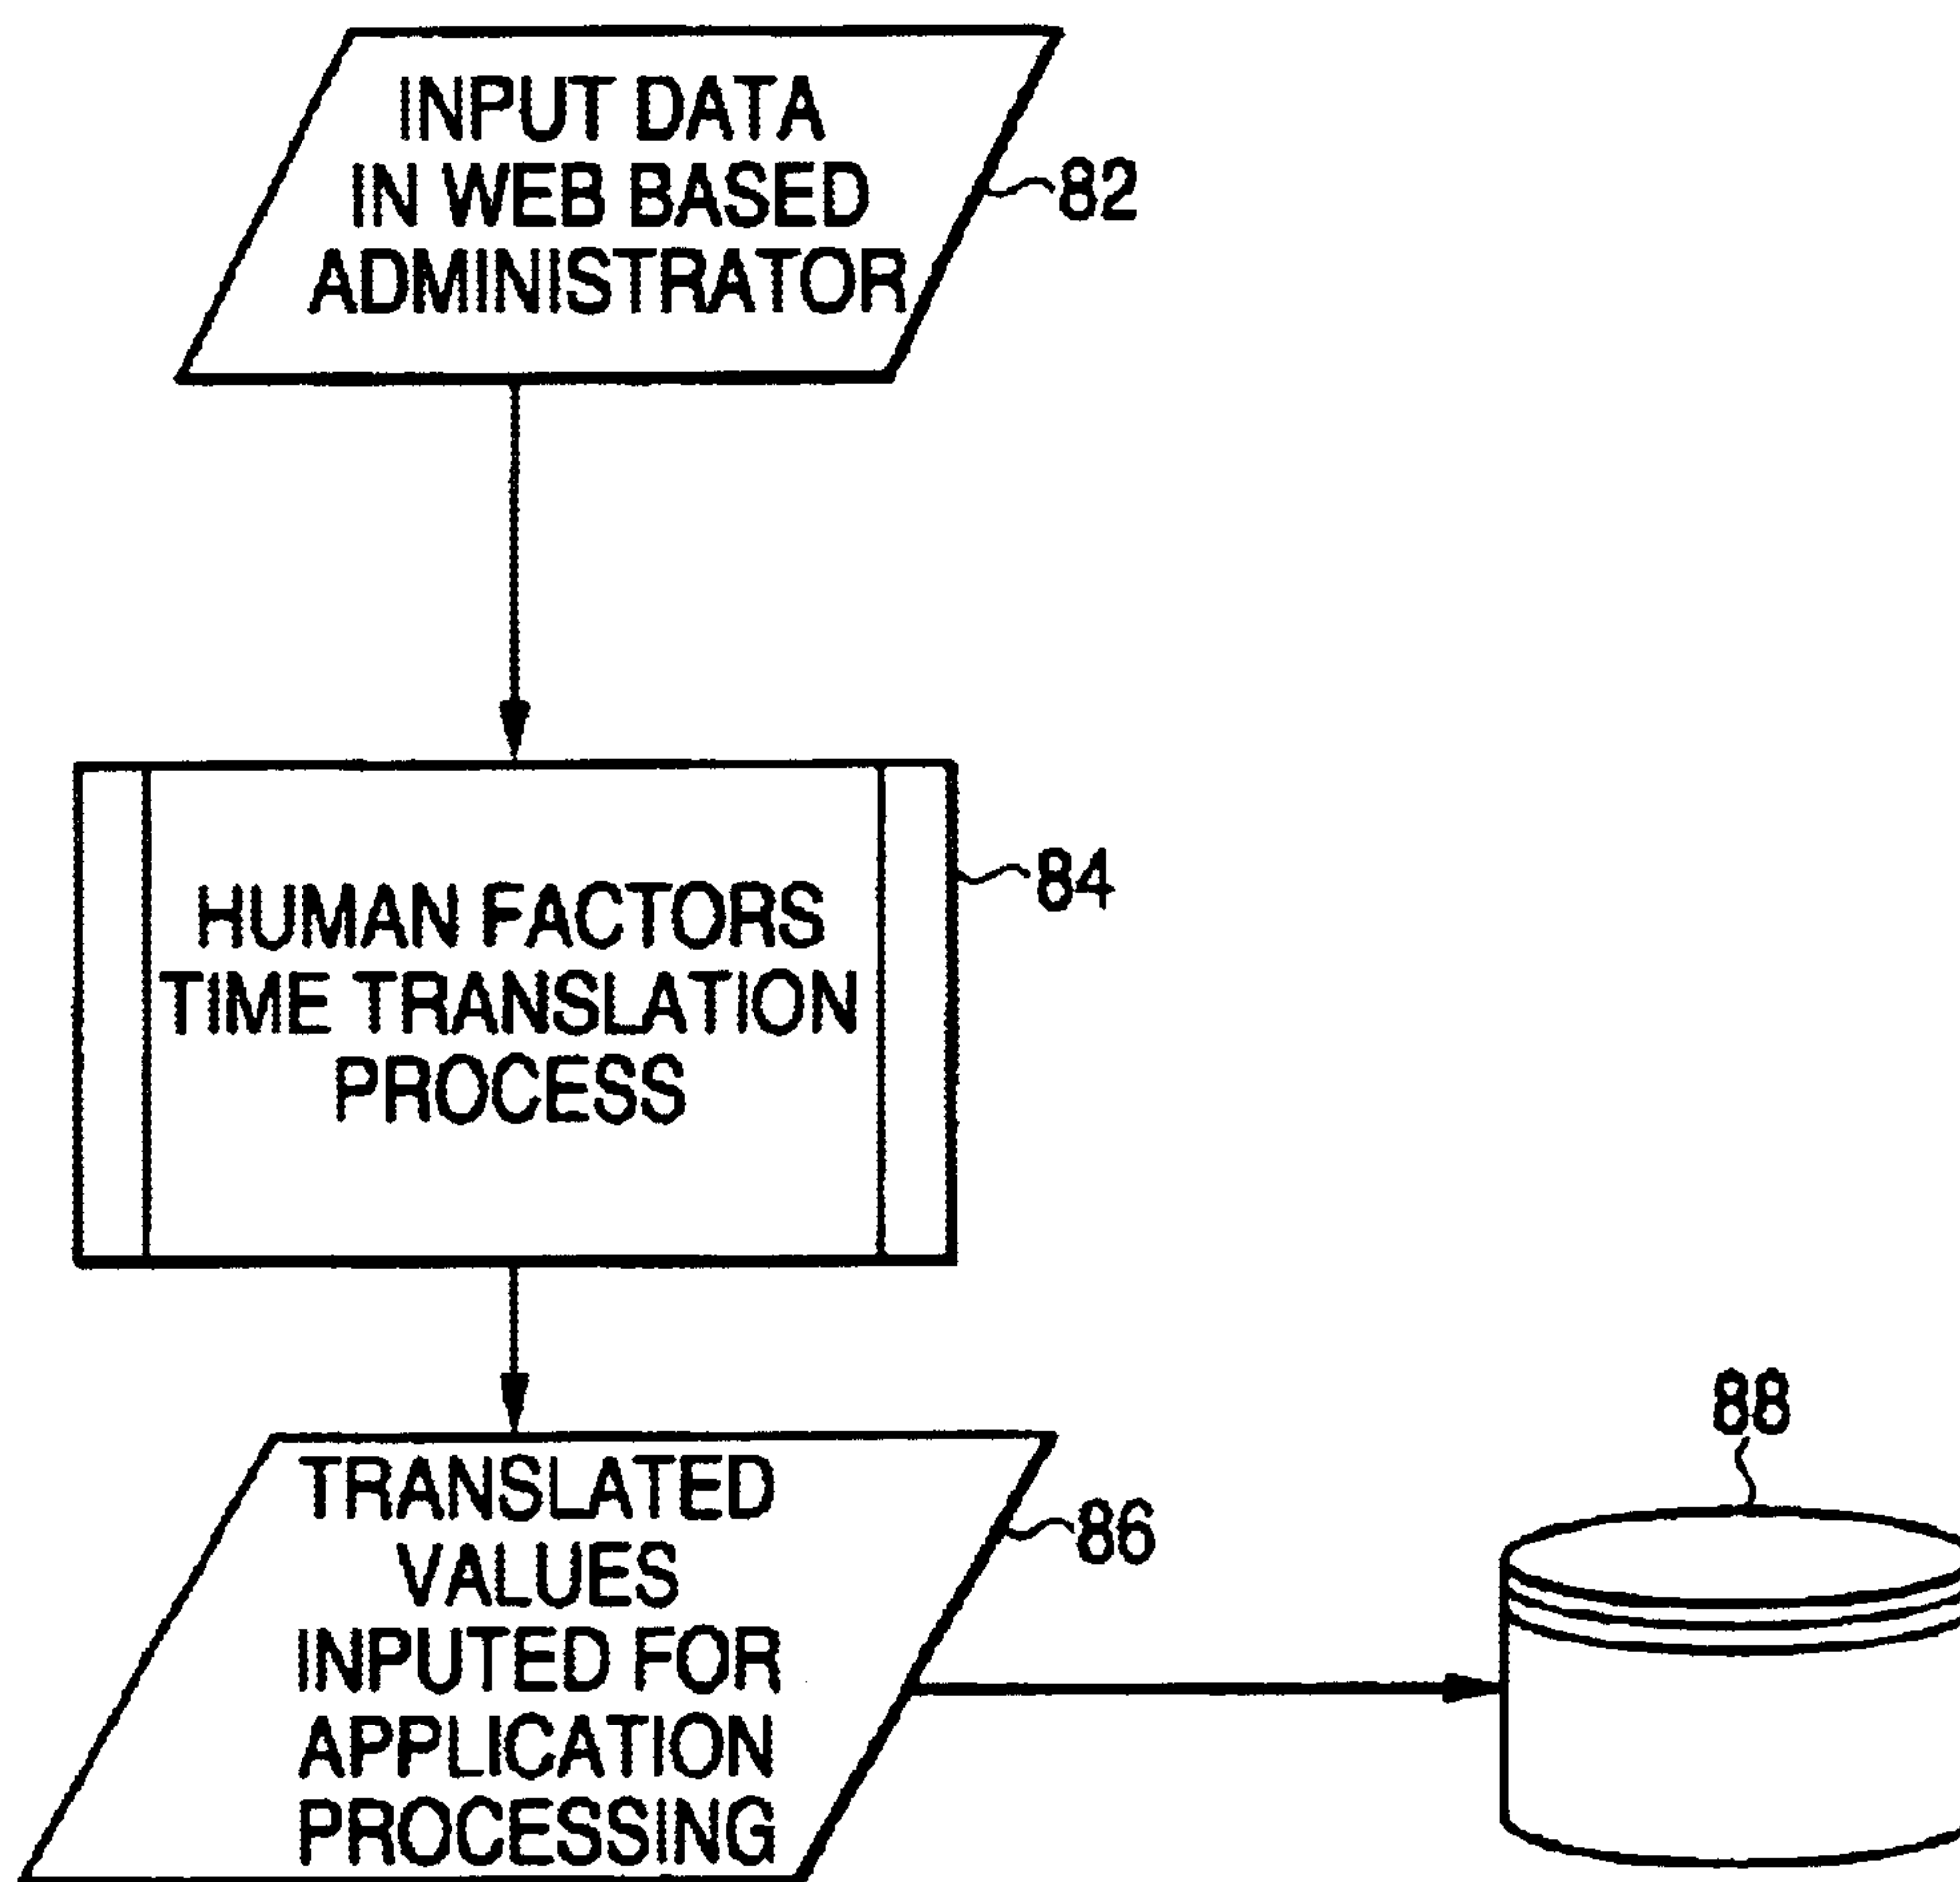 INPUT DATA
IN WEB BASED
ADMINISTRATOR
82
HUMAN FACTORS
TIME TRANSLATION
PROCESS
84
TRANSLATED
VALUES
INPUTED FOR
APPLICATION
PROCESSING
86
88